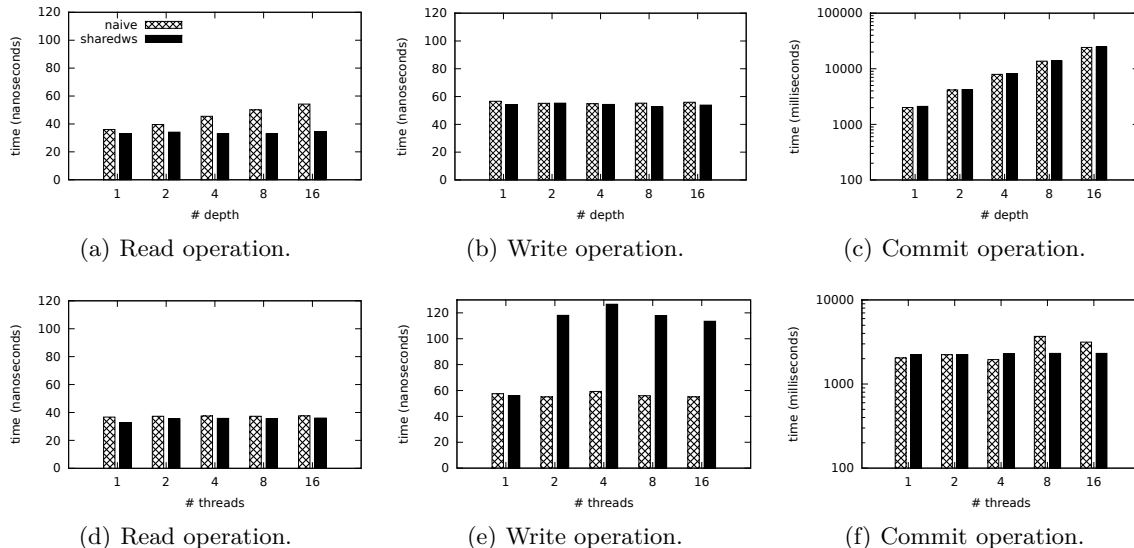 120
100
80
60
40
20
0
time (nanoseconds)
naive
sharedws
1 2 4 8 16
# depth
(a) Read operation.
120
100
80
60
40
20
0
time (nanoseconds)
1 2 4 8 16
# depth
(b) Write operation.
100000
10000
1000
100
time (milliseconds)
1 2 4 8 16
# depth
(c) Commit operation.
120
100
80
60
40
20
0
time (nanoseconds)
1 2 4 8 16
# threads
(d) Read operation.
120
100
80
60
40
20
0
time (nanoseconds)
1 2 4 8 16
# threads
(e) Write operation.
10000
1000
100
time (milliseconds)
1 2 4 8 16
# threads
(f) Commit operation.